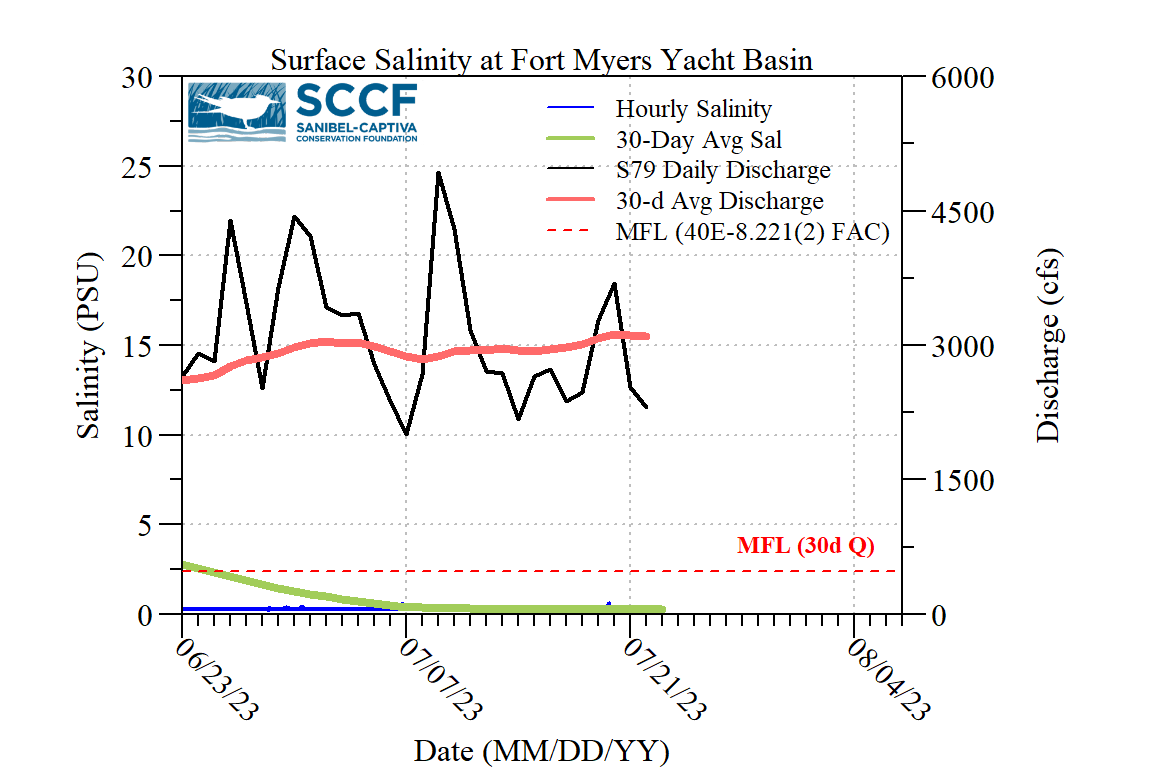 Surface Salinity at Fort Myers Yacht Basin
30
25
20
15
10
5
0
Salinity (PSU)
SCCF
SANIBEL-CAPTIVA
CONSERVATION FOUNDATION
Hourly Salinity
30-Day Avg Sal
S79 Daily Discharge
30-d Avg Discharge
MFL (40E-8.221(2) FAC)
MFL (30d Q)
6000
4500
3000
1500
0
Discharge (cfs)
06/23/23
07/07/23
07/21/23
08/04/23
Date (MM/DD/YY)